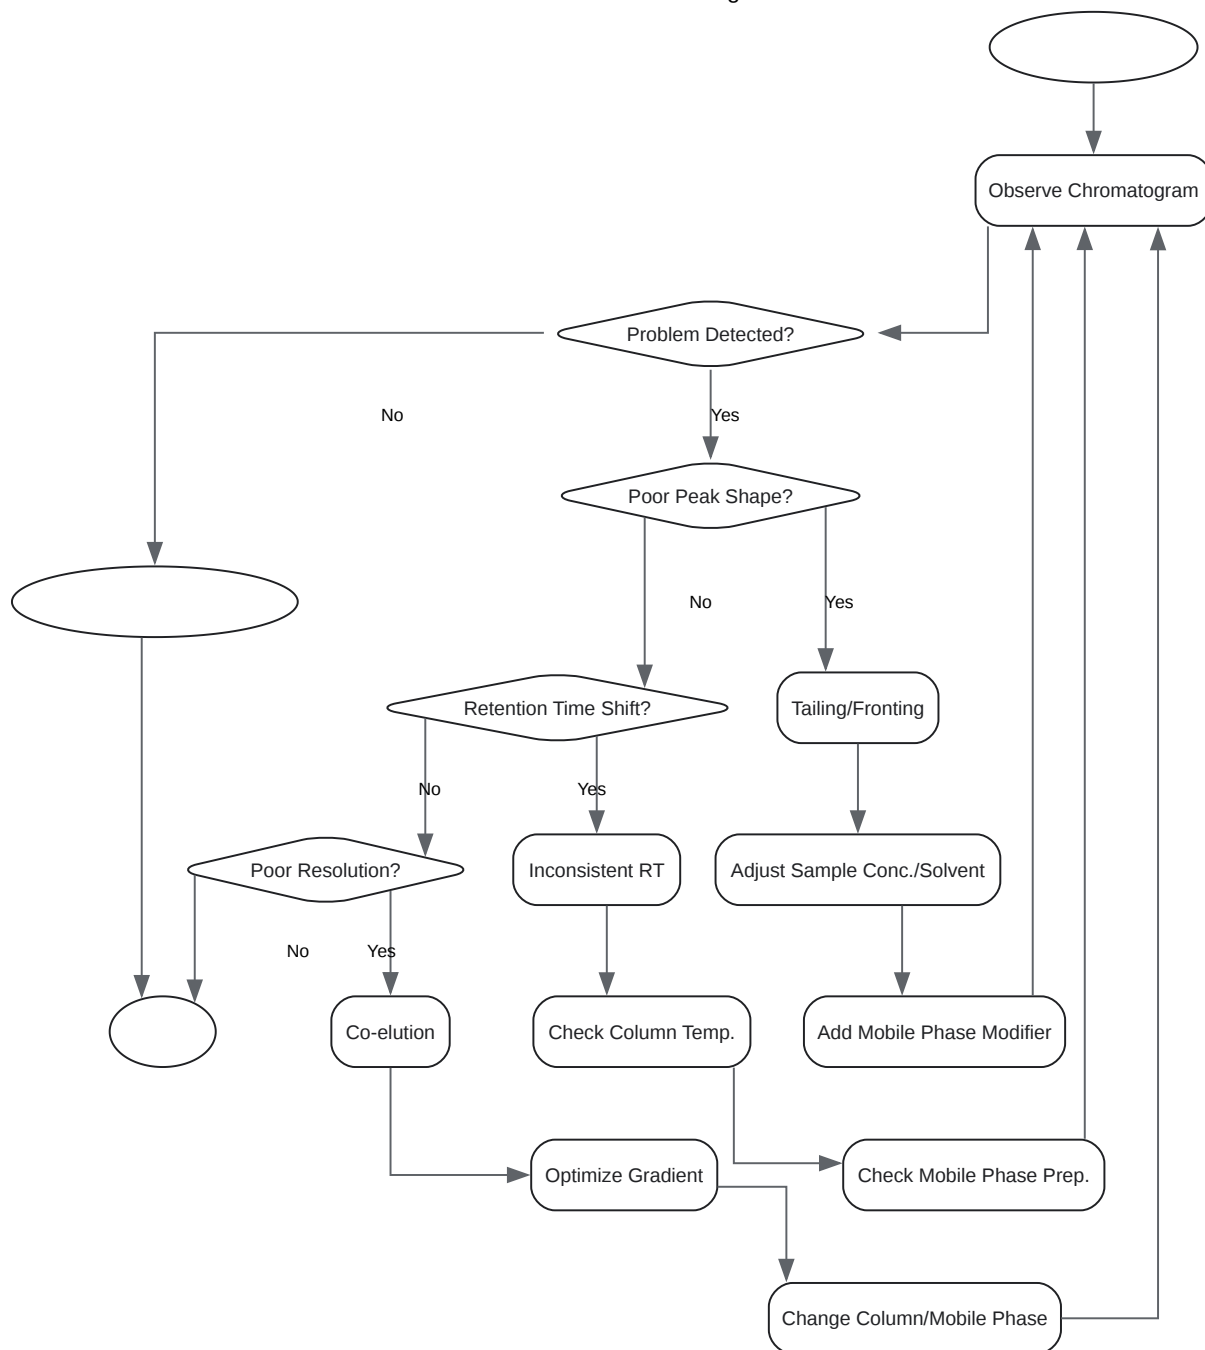 Observe Chromatogram
Problem Detected?
No
Yes
Poor Peak Shape?
No
Yes
Retention Time Shift?
Tailing/Fronting
No
Yes
Poor Resolution?
Inconsistent RT
Adjust Sample Conc./Solvent
No
Yes
Co-elution
Check Column Temp.
Add Mobile Phase Modifier
Optimize Gradient
Check Mobile Phase Prep.
Change Column/Mobile Phase